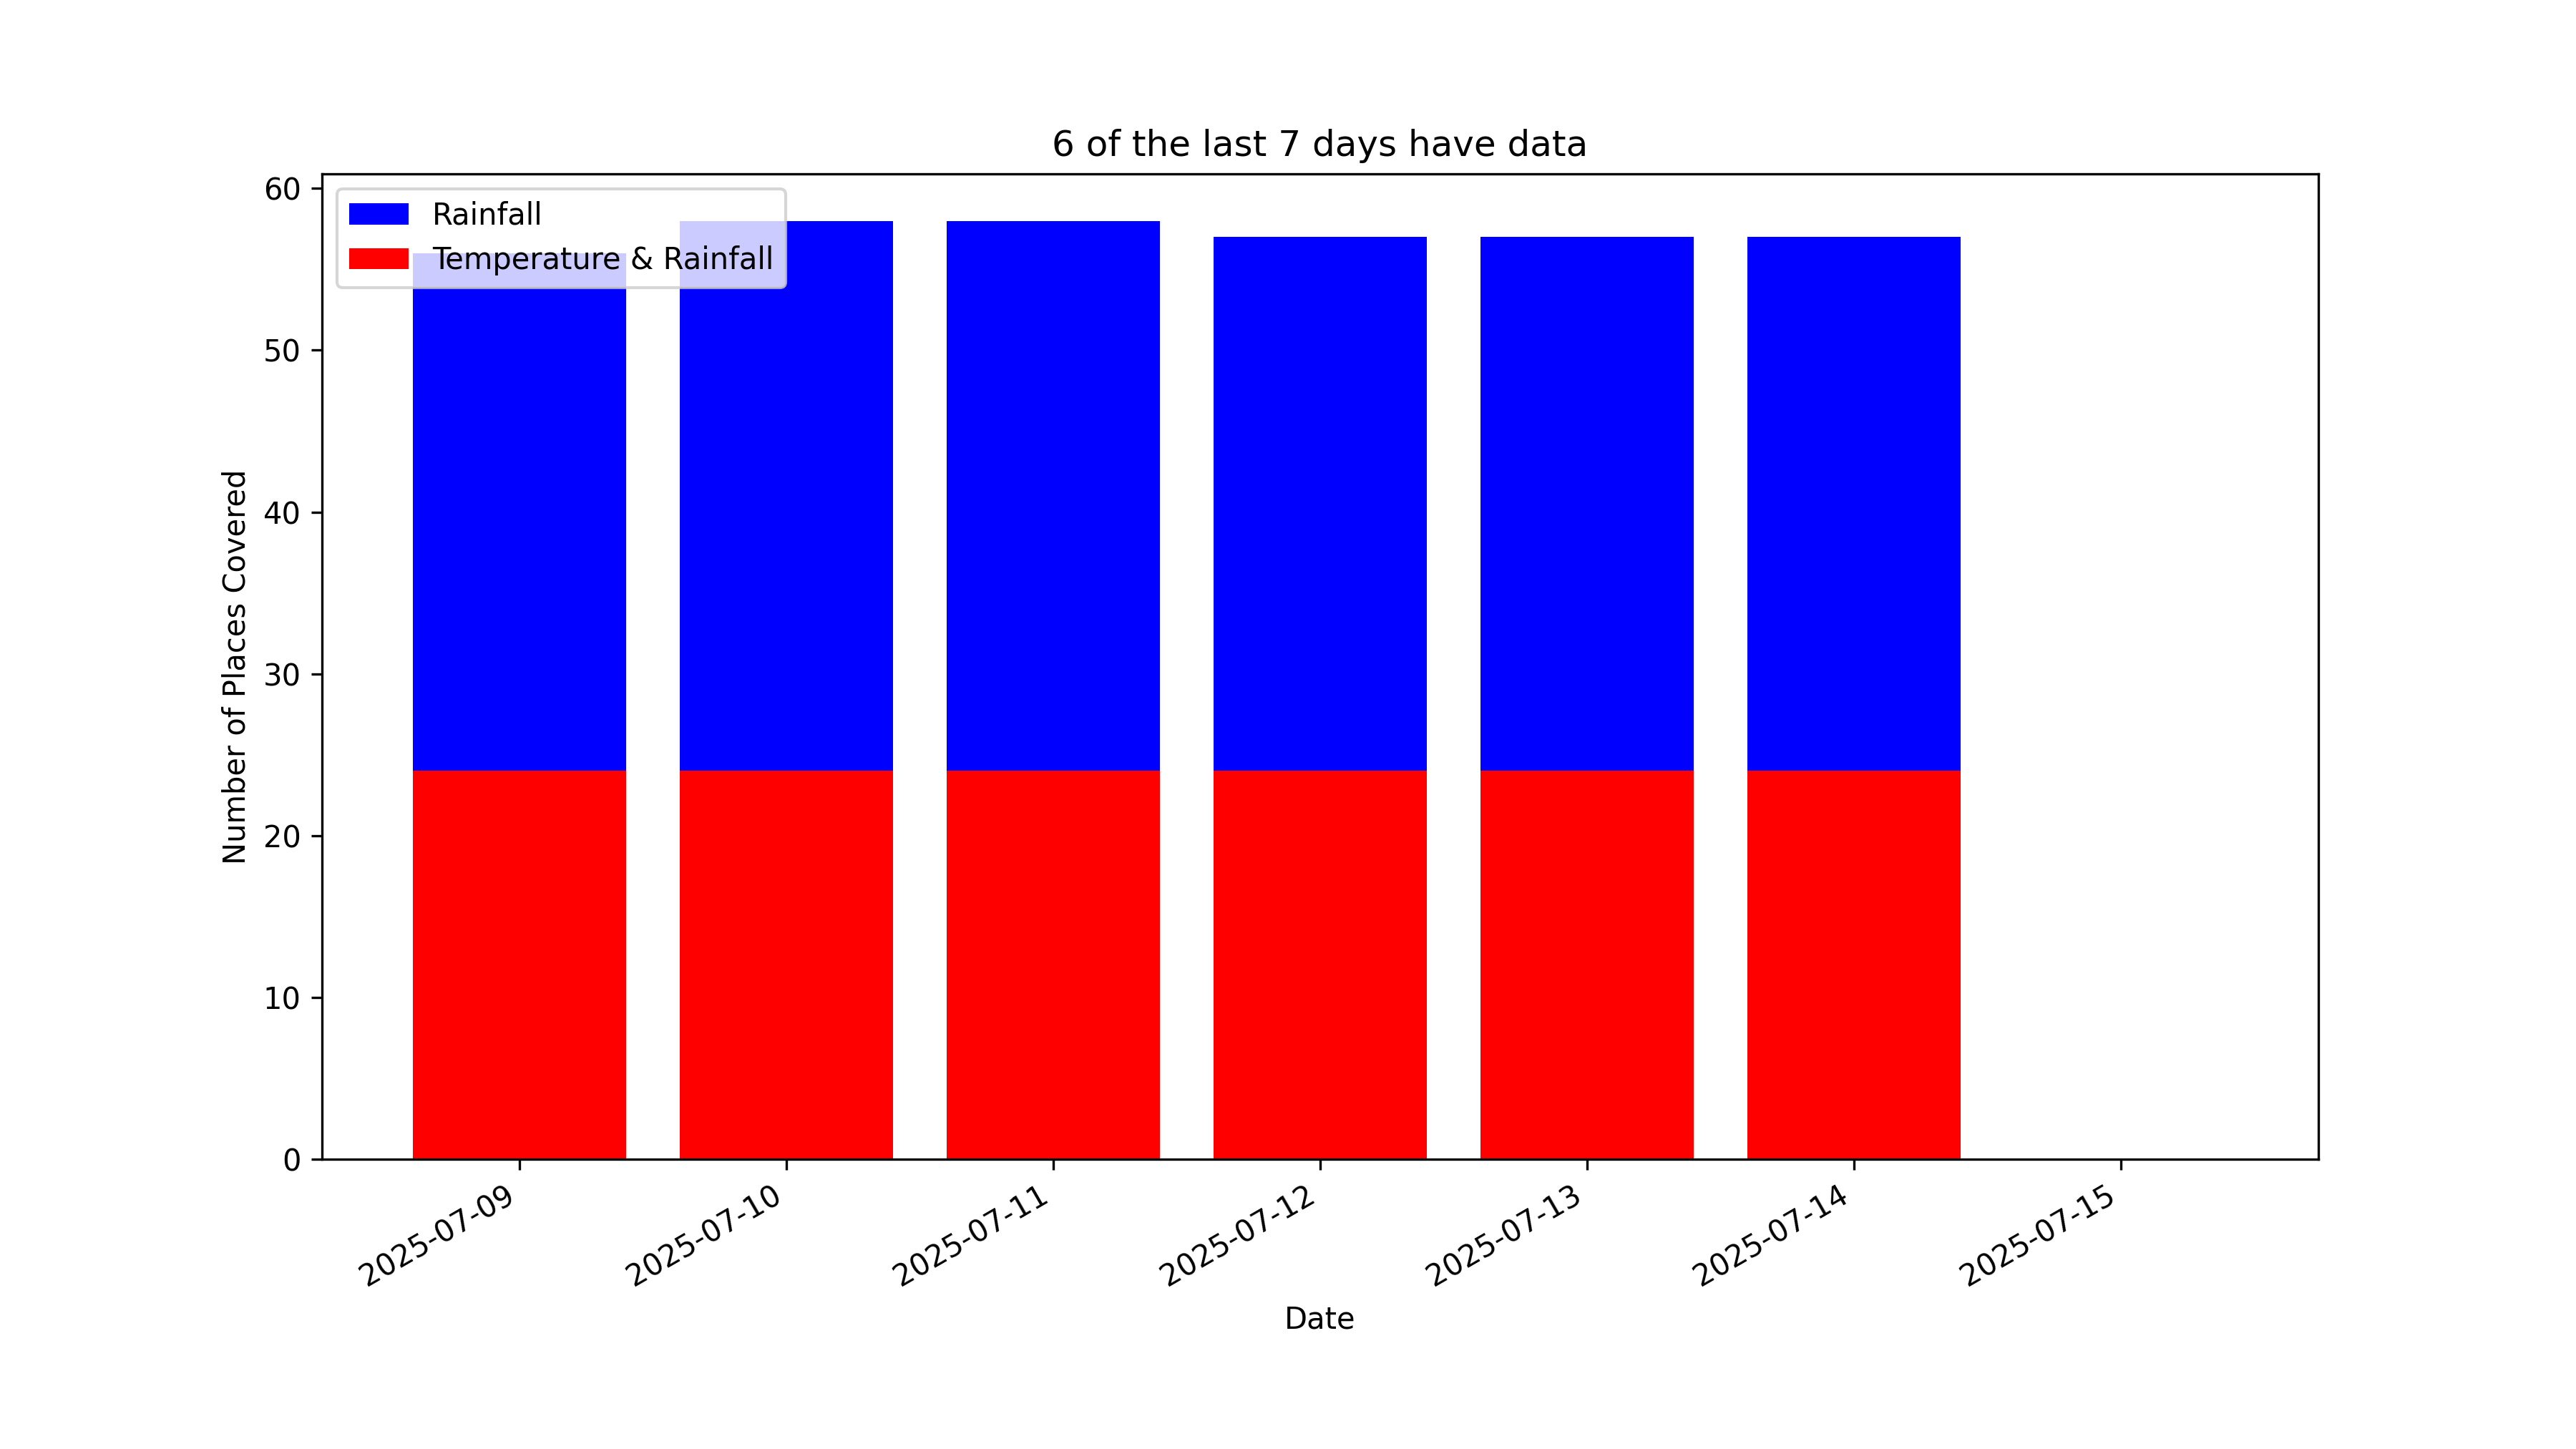 6 of the last 7 days have data
Rainfall
Temperature & Rainfall
Number of Places Covered
60
50
40
30
20
10
0
2025-07-09
2025-07-10
2025-07-11
2025-07-12
2025-07-13
2025-07-14
2025-07-15
Date